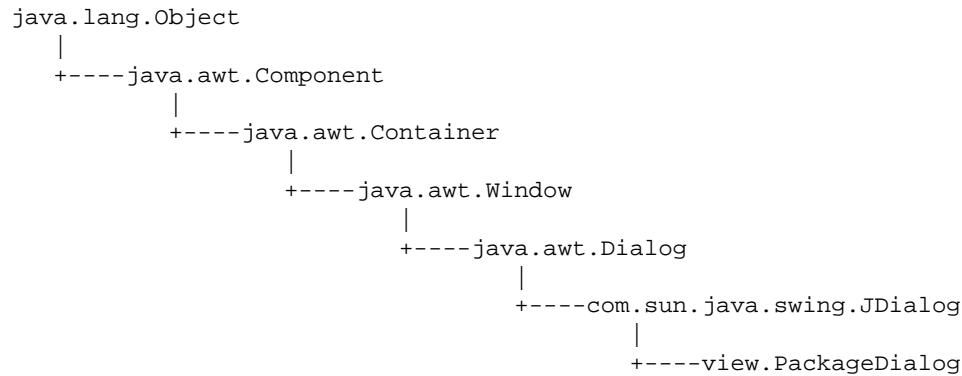 java.lang.Object
   |
   +----java.awt.Component
           |
           +----java.awt.Container
                   |
                   +----java.awt.Window
                           |
                           +----java.awt.Dialog
                                   |
                                   +----com.sun.java.swing.JDialog
                                           |
                                           +----view.PackageDialog